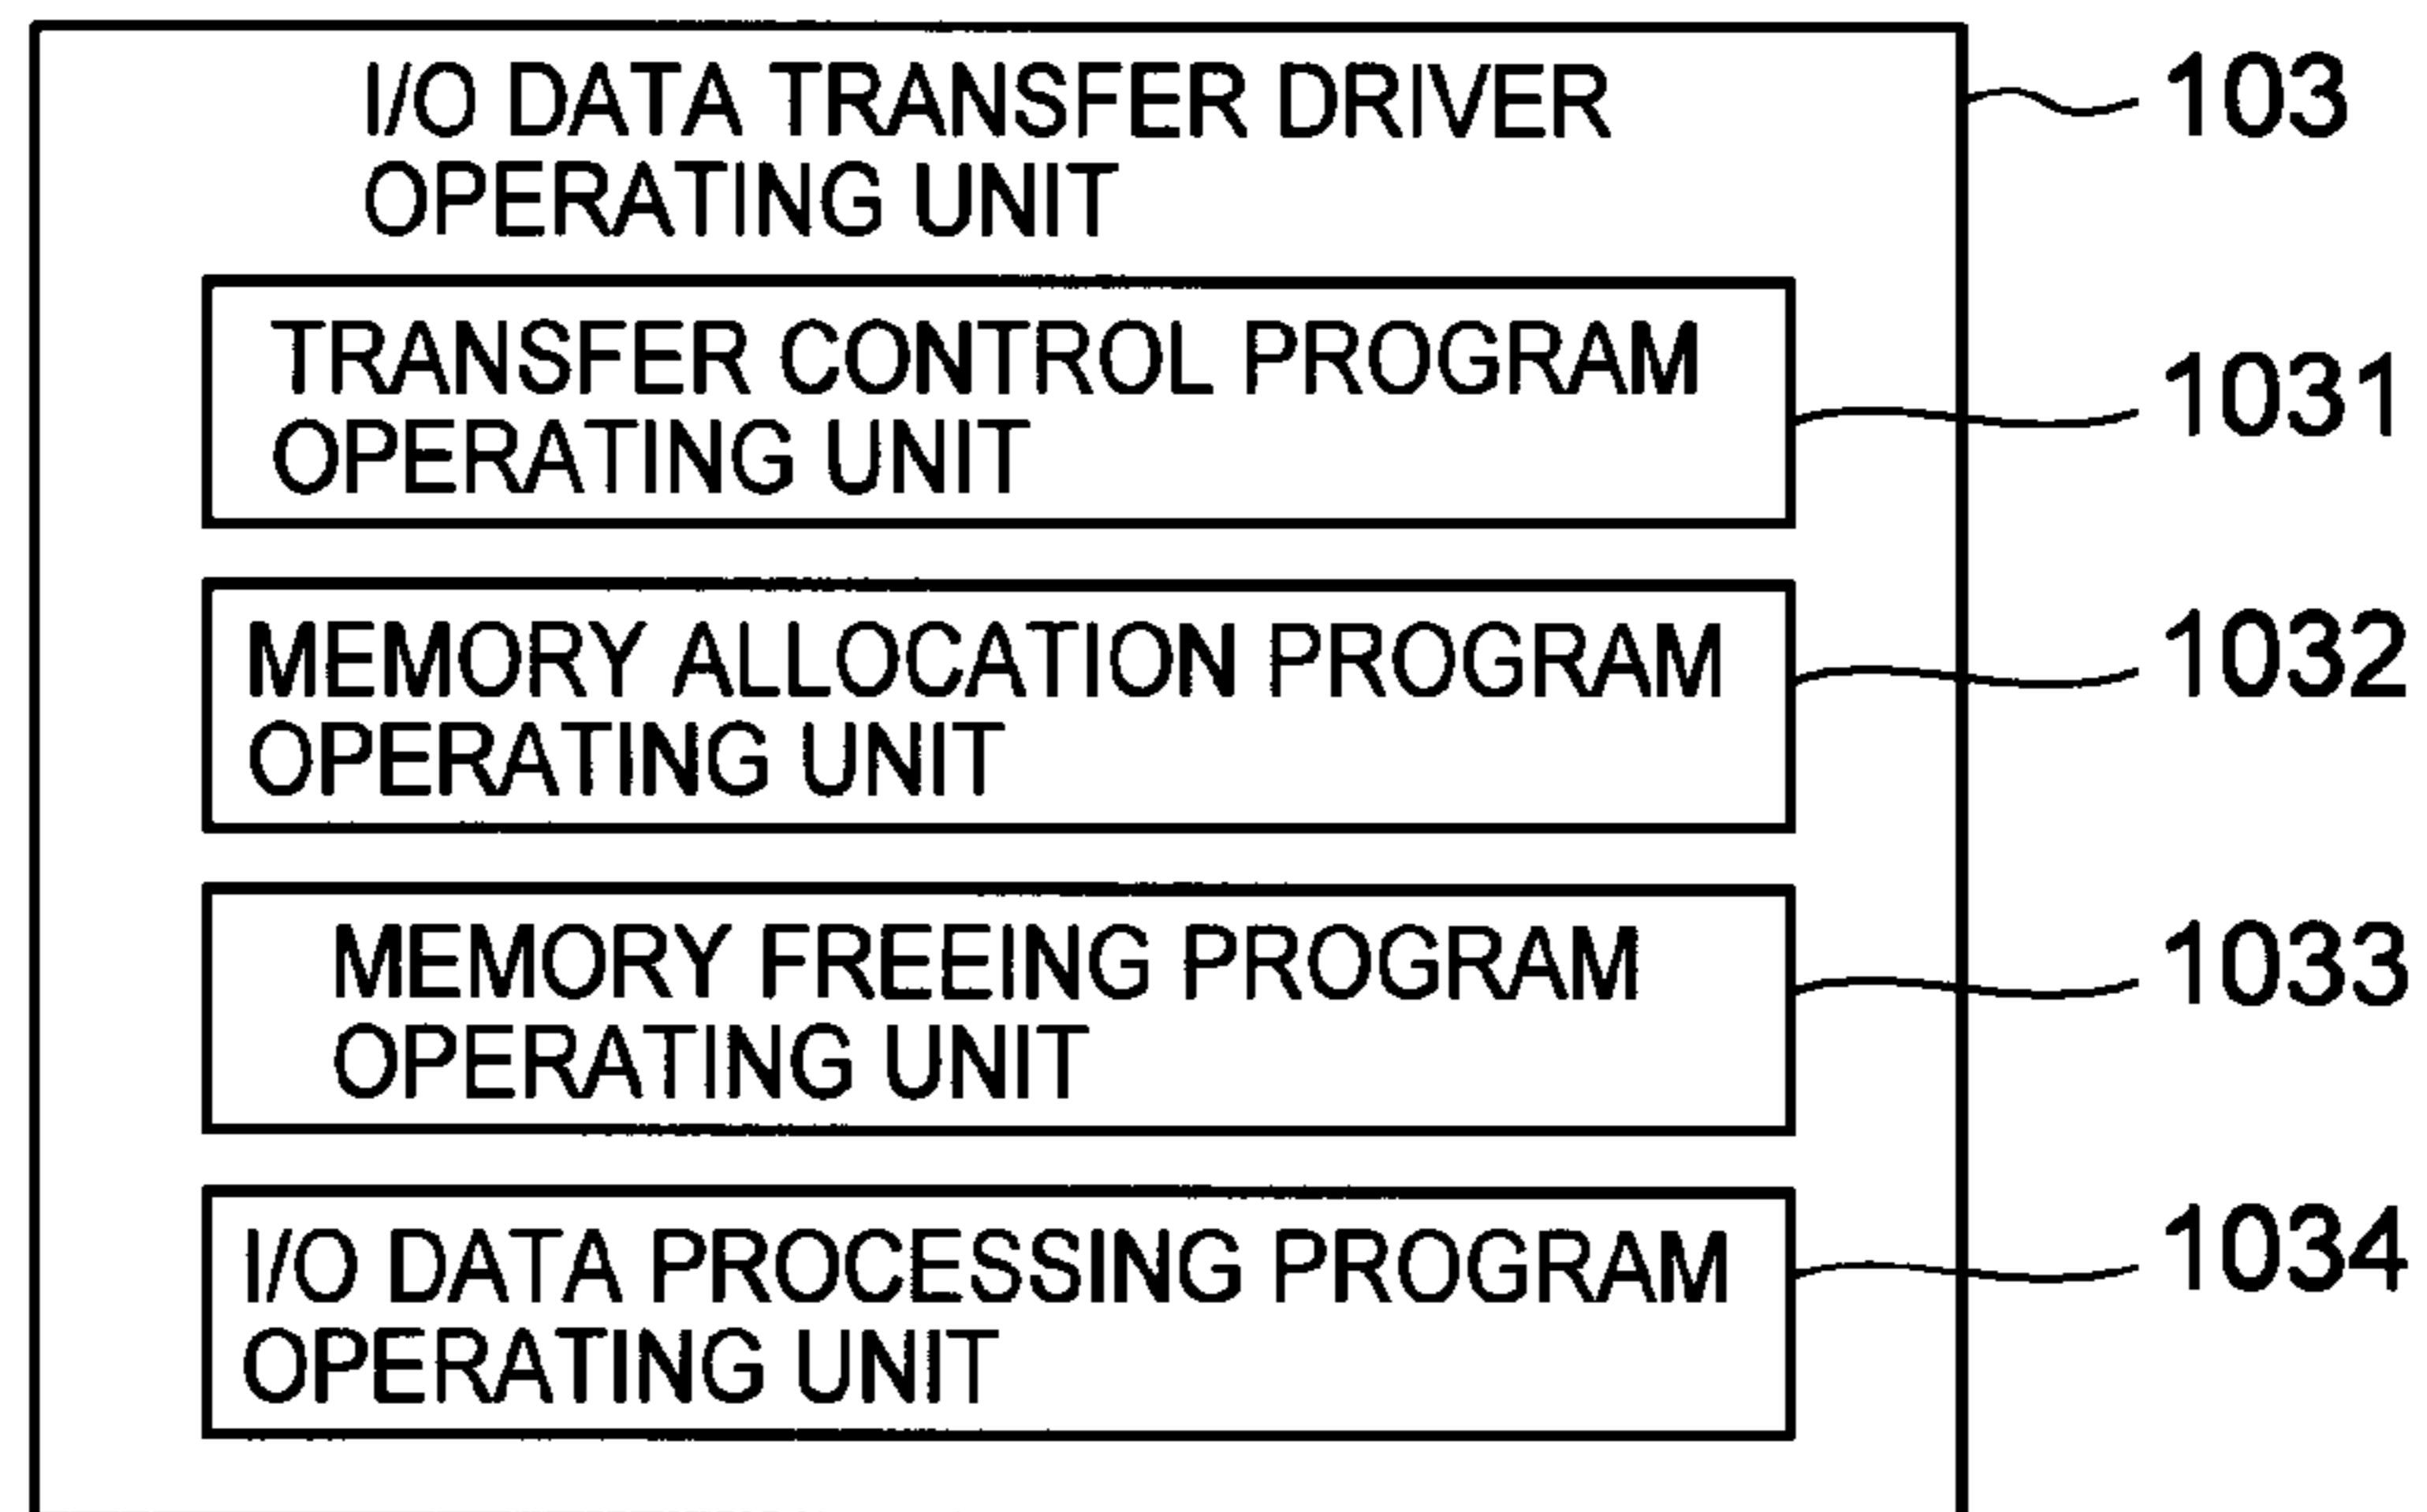 I/O DATA TRANSFER DRIVER
OPERATING UNIT
103
TRANSFER CONTROL PROGRAM
OPERATING UNIT
1031
MEMORY ALLOCATION PROGRAM
OPERATING UNIT
1032
MEMORY FREEING PROGRAM
OPERATING UNIT
1033
I/O DATA PROCESSING PROGRAM
OPERATING UNIT
1034